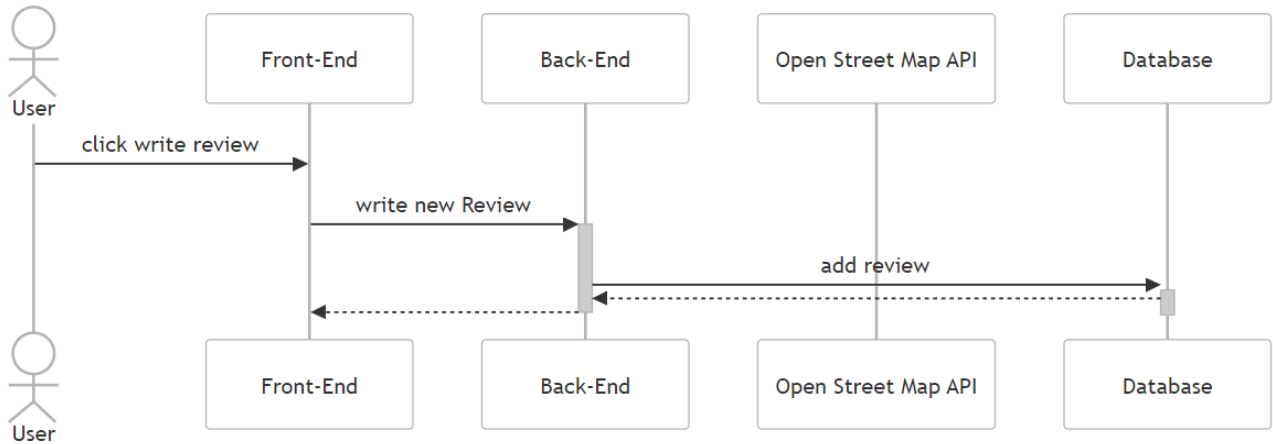 Front-End
Back-End
Open Street Map API
Database
User
click write review
write new Review
add review
Front-End
Back-End
Open Street Map API
Database
User